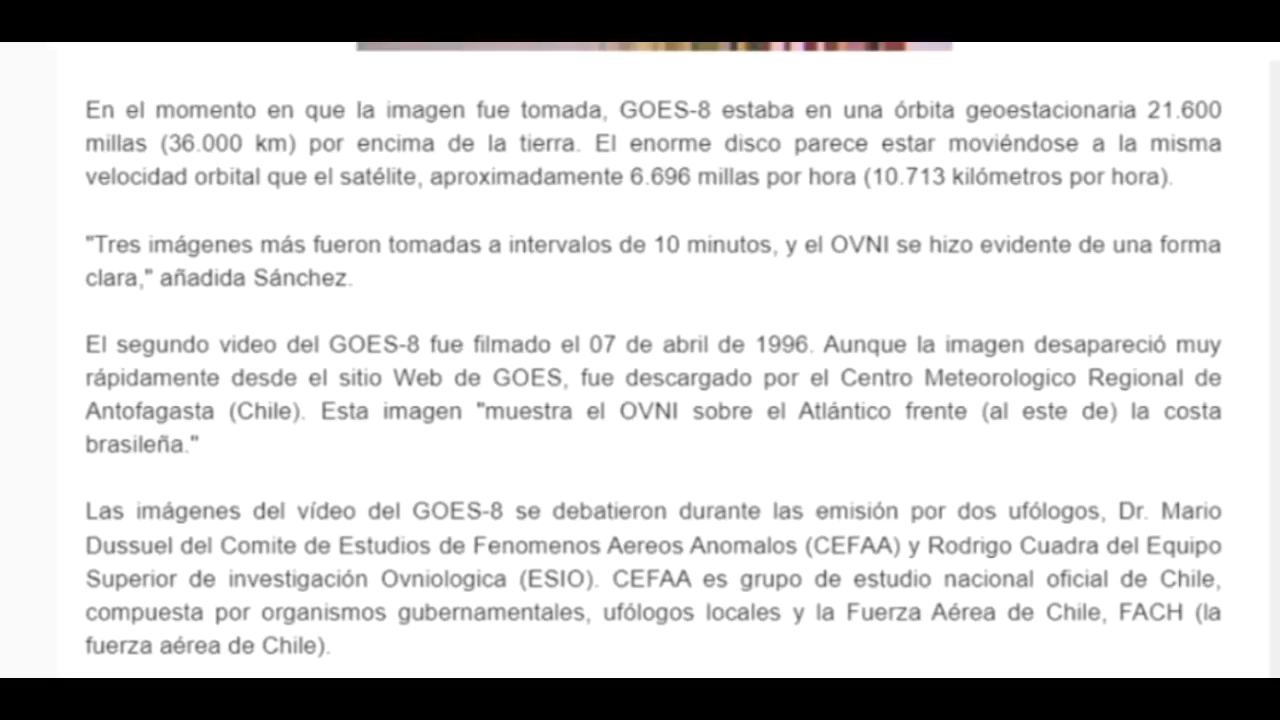 En el momento en que la imagen fue tomada, GOES-8 estaba en una órbita geoestacionaria 21.600
millas (36.000 km) por encima de la tierra. El enorme disco parece estar moviéndose a la misma
velocidad orbital que el satélite, aproximadamente 6.696 millas por hora (10.713 kilómetros por hora).
"Tres imágenes más fueron tomadas a intervalos de 10 minutos, y el OVNI se hizo evidente de una forma
clara," añadida Sánchez.
El segundo video del GOES-8 fue filmado el 07 de abril de 1996. Aunque la imagen desapareció muy
rápidamente desde el sitio Web de GOES, fue descargado por el Centro Meteorologico Regional de
Antofagasta (Chile). Esta imagen "muestra el OVNI sobre el Atlántico frente (al este de) la costa
brasileña."
Las imágenes del vídeo del GOES-8 se debatieron durante las emisión por dos ufólogos, Dr. Mario
Dussuel del Comite de Estudios de Fenomenos Aereos Anomalos (CEFAA) y Rodrigo Cuadra del Equipo
Superior de investigación Ovniologica (ESIO). CEFAA es grupo de estudio nacional oficial de Chile,
compuesta por organismos gubernamentales, ufólogos locales y la Fuerza Aérea de Chile, FACH (la
fuerza aérea de Chile).